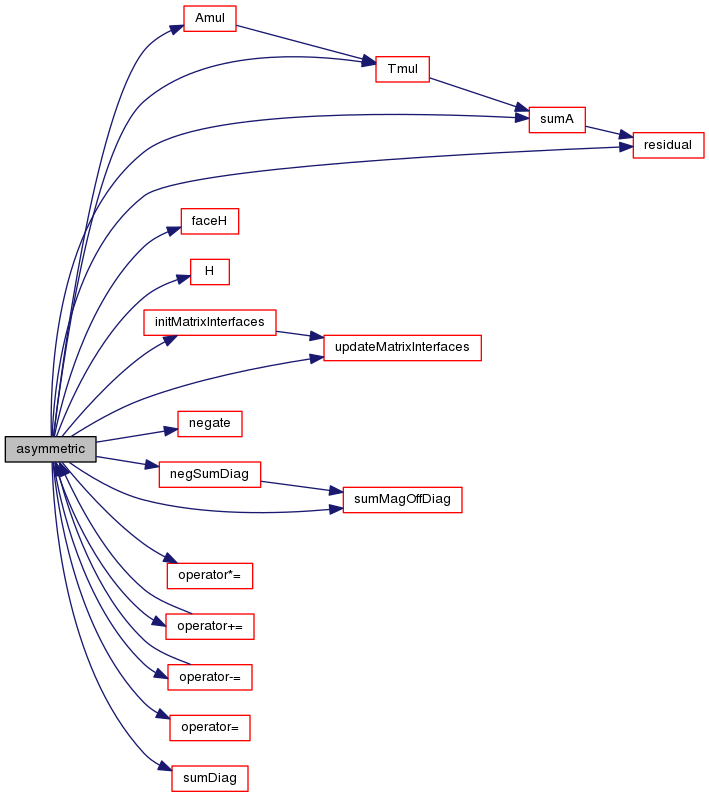 Amul
Tmul
sumA
residual
faceH
H
initMatrixInterfaces
updateMatrixInterfaces
negate
asymmetric
negSumDiag
sumMagOffDiag
operator*=
operator+=
operator-=
operator=
sumDiag